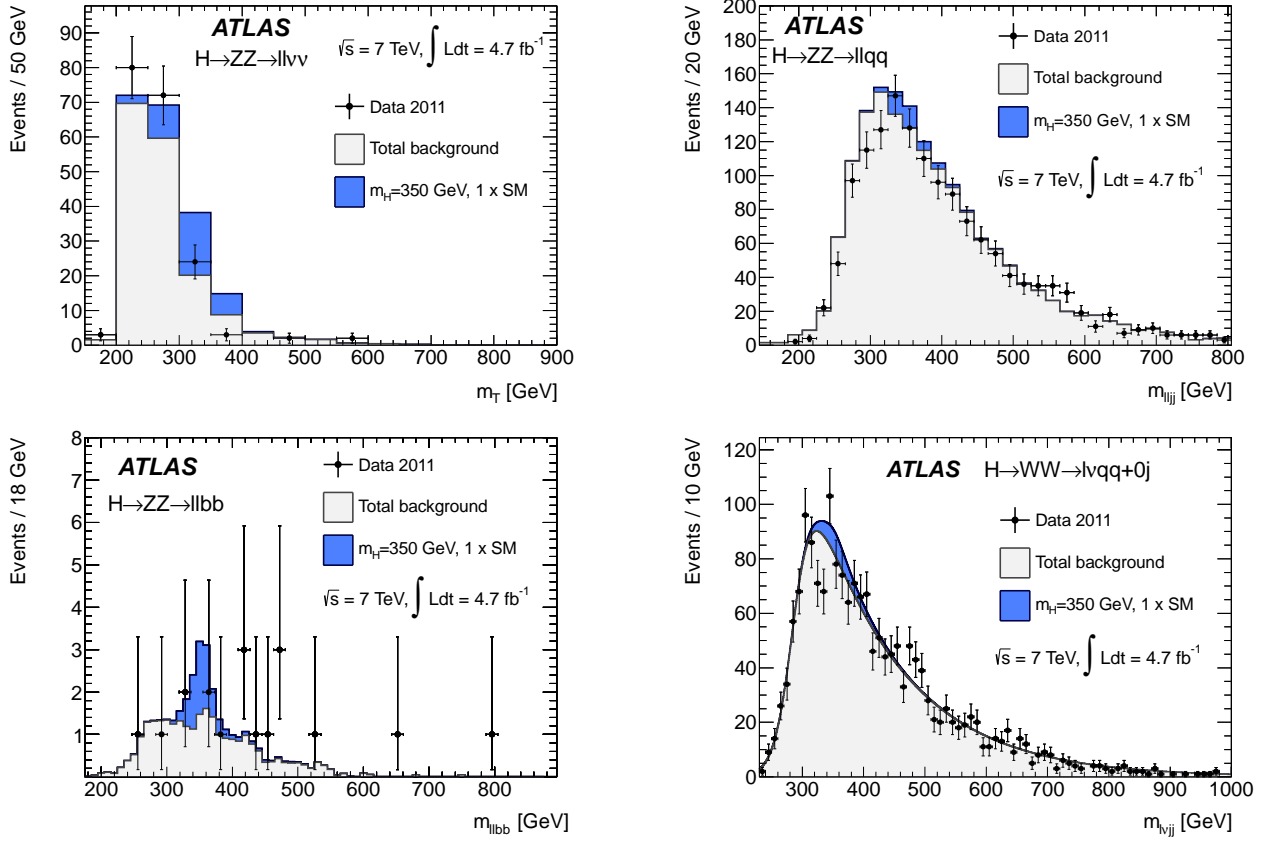 ATLAS
H→ZZ→llνν
√s = 7 TeV, ∫ Ldt = 4.7 fb-1
Data 2011
Total background
mH=350 GeV, 1 x SM
Events / 50 GeV
0 10 20 30 40 50 60 70 80 90
200 300 400 500 600 700 800 900
mT [GeV]
ATLAS
H→ZZ→llqq
Data 2011
Total background
mH=350 GeV, 1 x SM
√s = 7 TeV, ∫ Ldt = 4.7 fb-1
Events / 20 GeV
0 20 40 60 80 100 120 140 160 180 200
200 300 400 500 600 700 800
mlljj [GeV]
ATLAS
H→ZZ→llbb
Data 2011
Total background
mH=350 GeV, 1 x SM
√s = 7 TeV, ∫ Ldt = 4.7 fb-1
Events / 18 GeV
1 2 3 4 5 6 7 8
200 300 400 500 600 700 800
mllbb [GeV]
ATLAS H→WW→lνqq+0j
Data 2011
Total background
mH=350 GeV, 1 x SM
√s = 7 TeV, ∫ Ldt = 4.7 fb-1
Events / 10 GeV
0 20 40 60 80 100 120
300 400 500 600 700 800 900 1000
mlνjj [GeV]